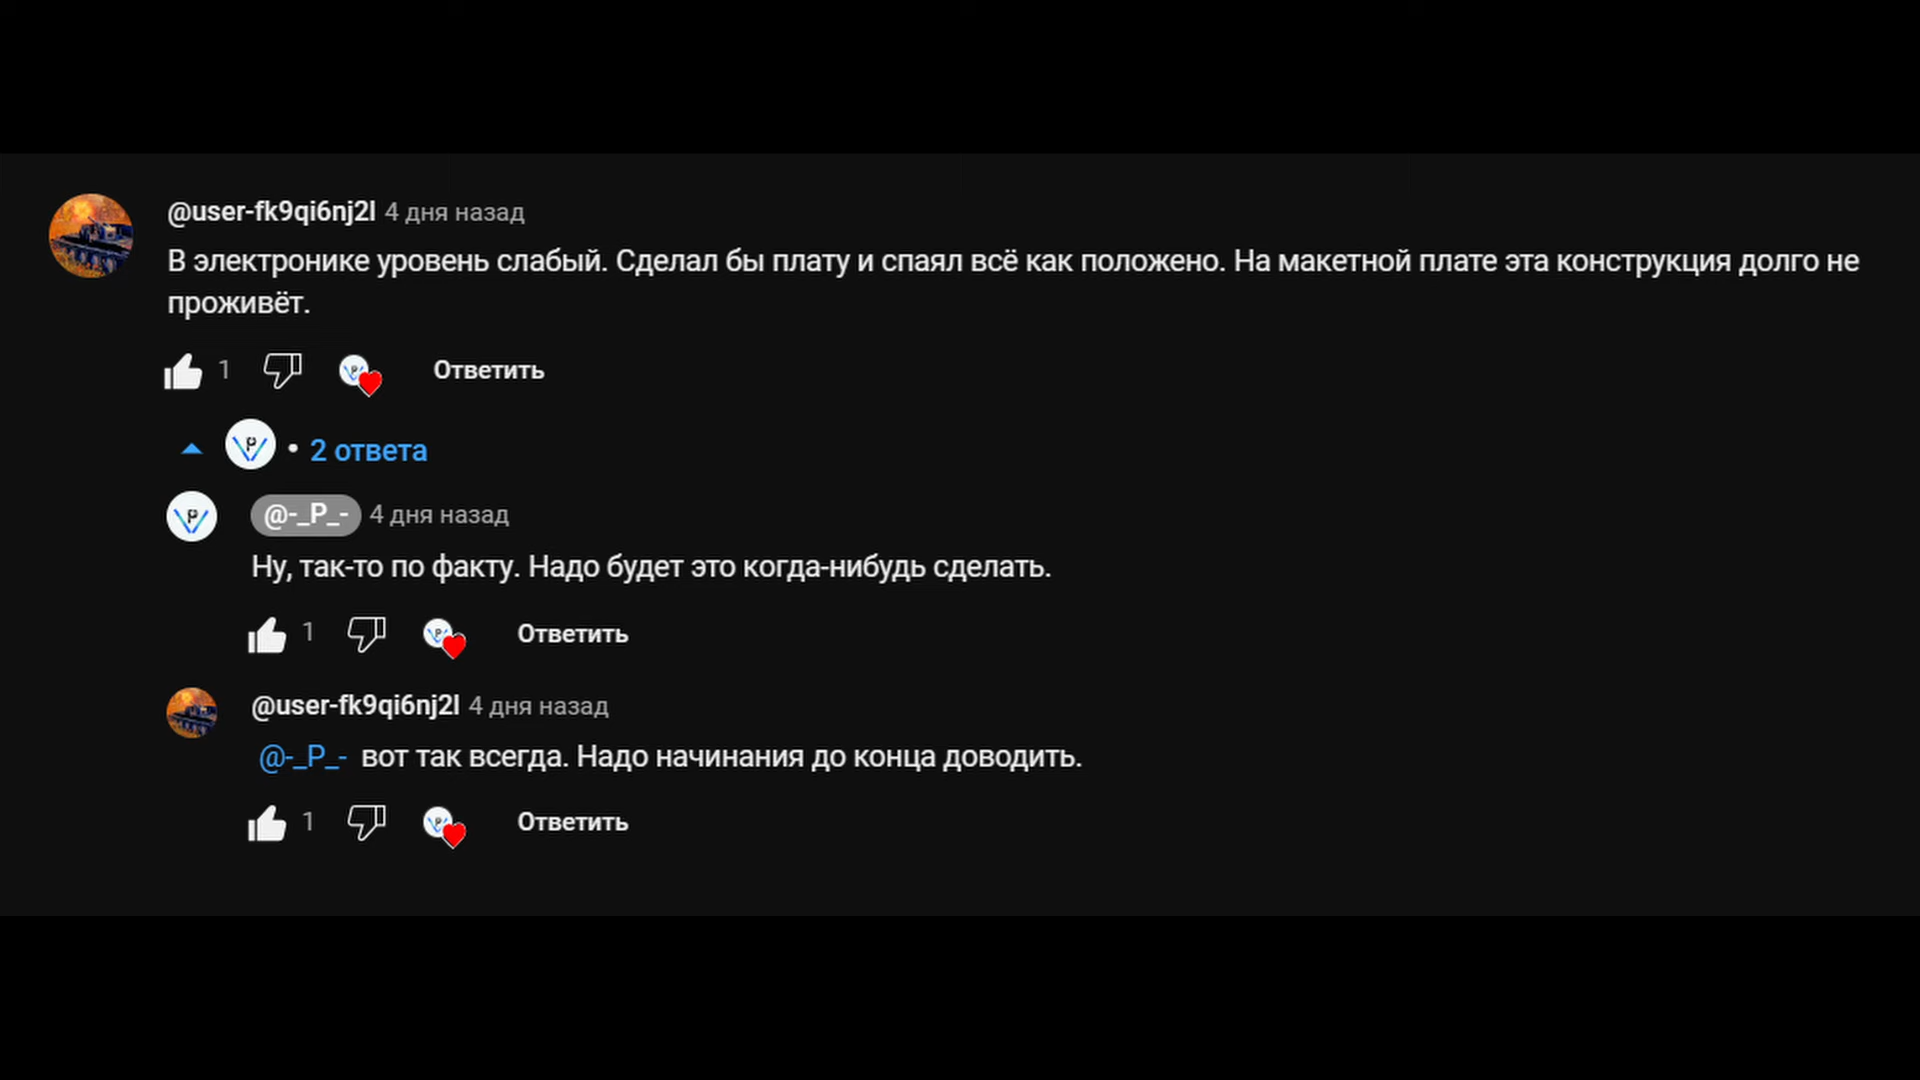 @user-fk9qi6nj2l 4 дня назад
В электронике уровень слабый. Сделал бы плату и спаял всё как положено. На макетной плате эта конструкция долго не
проживёт.
1 Ответить
P • 2 ответа
@-_P_- 4 дня назад
Ну, так-то по факту. Надо будет это когда-нибудь сделать.
1 Ответить
@user-fk9qi6nj2l 4 дня назад
@-_P_- вот так всегда. Надо начинания до конца доводить.
1 Ответить